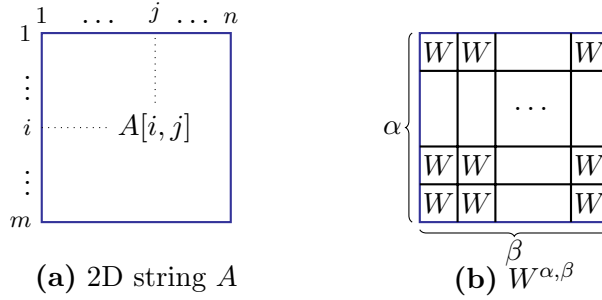 1 ... j ... n
1
⋮
i A[i, j]
⋮
m
(a) 2D string A
W W W
...
α
W W W
W W W
β
(b) W^{α,β}